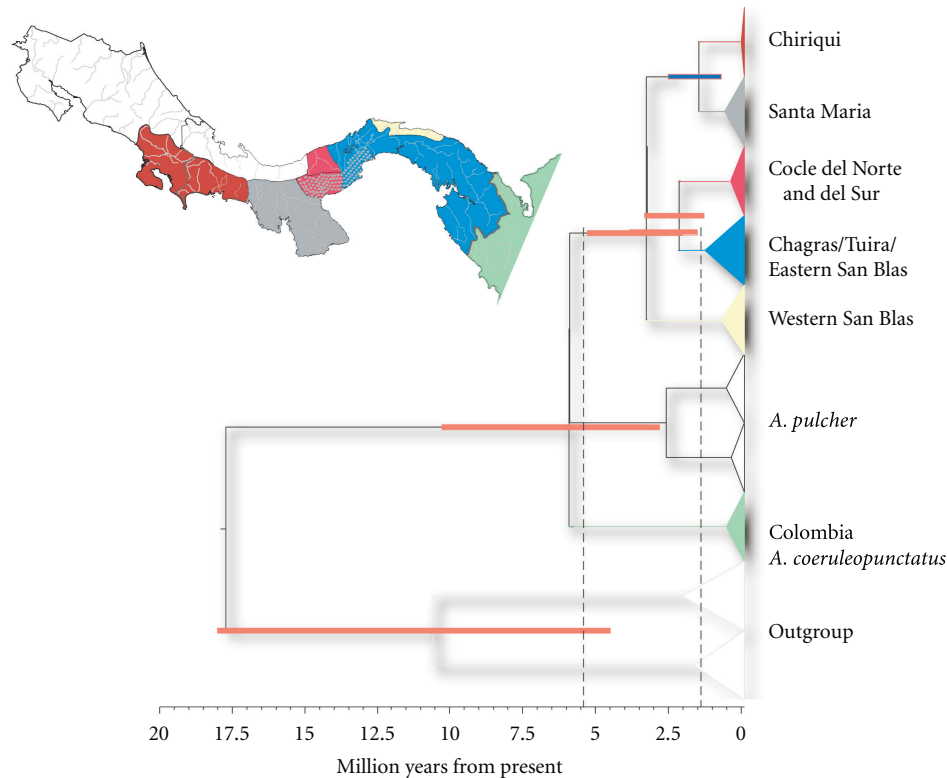 Chiriqui
Santa Maria
Cocle del Norte
and del Sur
Chagras/Tuira/
Eastern San Blas
Western San Blas
A. pulcher
Colombia
A. coeruleopunctatus
Outgroup
20 17.5 15 12.5 10 7.5 5 2.5 0
Million years from present